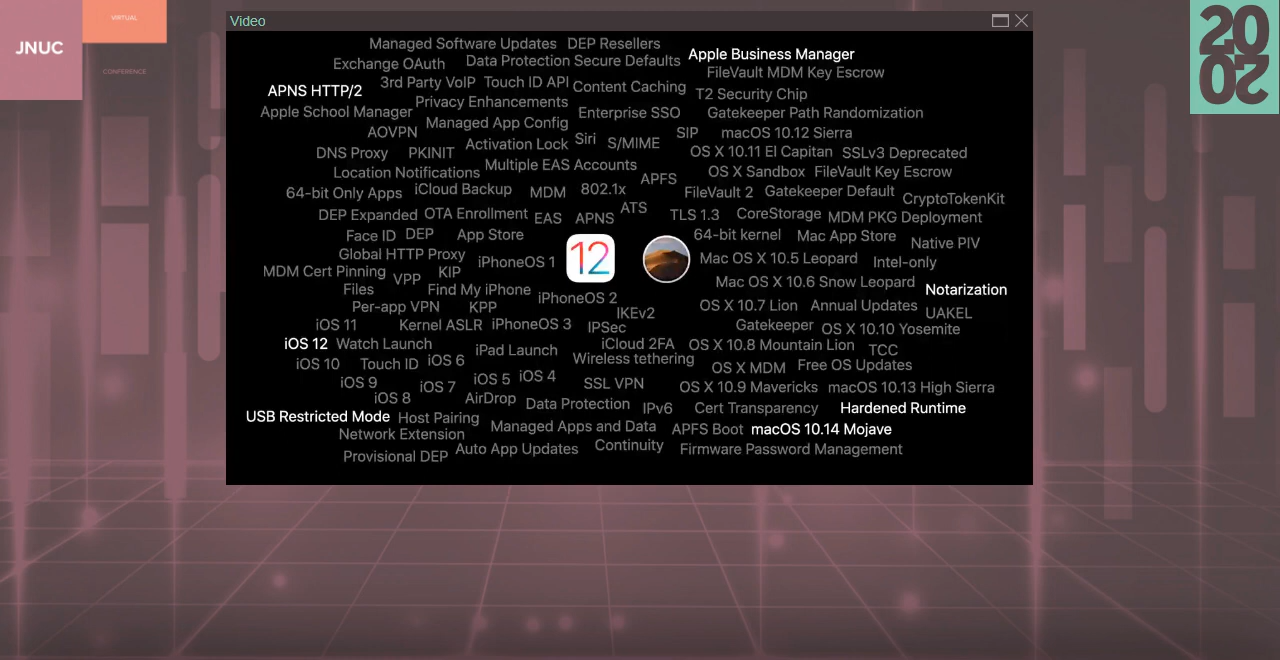 JNUC
VIRTUAL
CONFERENCE
2020
Video
Managed Software Updates DEP Resellers
Apple Business Manager
Exchange OAuth Data Protection Secure Defaults
FileVault MDM Key Escrow
3rd Party VoIP Touch ID API Content Caching
APNS HTTP/2 T2 Security Chip
Privacy Enhancements
Apple School Manager Enterprise SSO Gatekeeper Path Randomization
Managed App Config
AOVPN SIP macOS 10.12 Sierra
Activation Lock Siri S/MIME
DNS Proxy PKINIT OS X 10.11 El Capitan SSLv3 Deprecated
Multiple EAS Accounts
Location Notifications OS X Sandbox FileVault Key Escrow
APFS
64-bit Only Apps iCloud Backup MDM 802.1x FileVault 2 Gatekeeper Default
CryptoTokenKit
ATS
DEP Expanded OTA Enrollment EAS APNS TLS 1.3 CoreStorage MDM PKG Deployment
Face ID DEP App Store 64-bit kernel Mac App Store
Native PIV
Global HTTP Proxy
iPhoneOS 1 12 Mac OS X 10.5 Leopard Intel-only
MDM Cert Pinning VPP KIP
Mac OS X 10.6 Snow Leopard
Files Find My iPhone Notarization
iPhoneOS 2
Per-app VPN KPP OS X 10.7 Lion Annual Updates
IKEv2 UAKEL
iOS 11 Kernel ASLR iPhoneOS 3 IPSec Gatekeeper OS X 10.10 Yosemite
iOS 12 Watch Launch iCloud 2FA OS X 10.8 Mountain Lion
iPad Launch TCC
iOS 10 Touch ID iOS 6 Wireless tethering OS X MDM Free OS Updates
iOS 9 iOS 7 iOS 5 iOS 4 SSL VPN OS X 10.9 Mavericks macOS 10.13 High Sierra
iOS 8 AirDrop
Data Protection IPv6 Cert Transparency Hardened Runtime
USB Restricted Mode Host Pairing
Managed Apps and Data APFS Boot macOS 10.14 Mojave
Network Extension
Auto App Updates Continuity Firmware Password Management
Provisional DEP